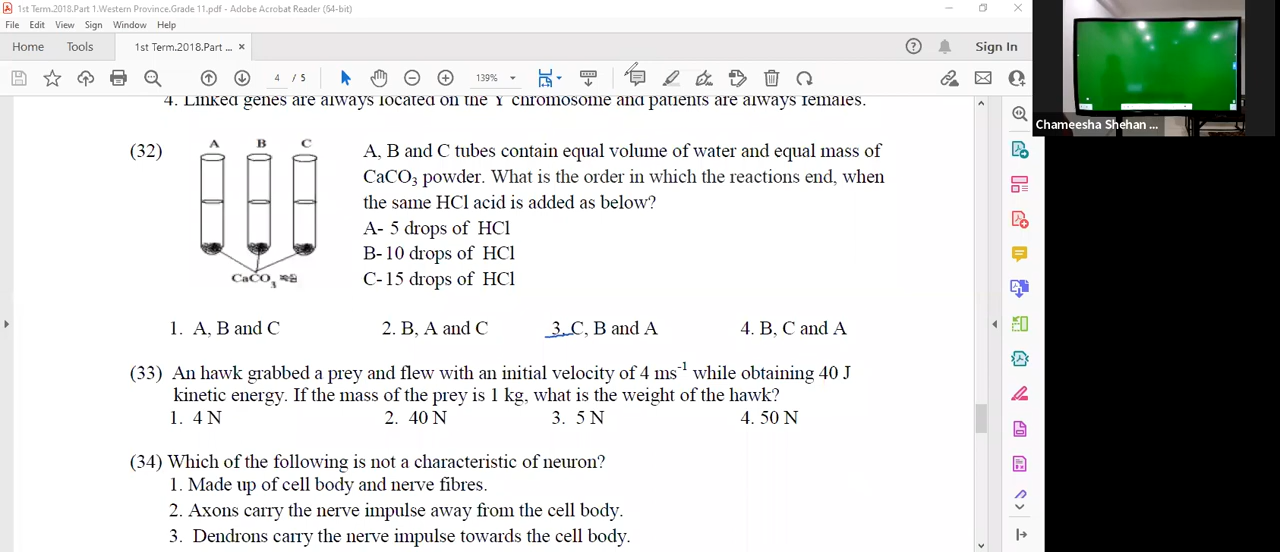 1st Term.2018.Part 1.Western Province.Grade 11.pdf - Adobe Acrobat Reader (64-bit)
File Edit View Sign Window Help
Home Tools 1st Term.2018.Part ... × Sign In
4 / 5 139%
4. Linked genes are always located on the Y chromosome and patients are always females.
(32) A B C A, B and C tubes contain equal volume of water and equal mass of
CaCO₃ powder. What is the order in which the reactions end, when
the same HCl acid is added as below?
A- 5 drops of HCl
B- 10 drops of HCl
CaCO₃ C- 15 drops of HCl
1. A, B and C 2. B, A and C 3. C, B and A 4. B, C and A
(33) An hawk grabbed a prey and flew with an initial velocity of 4 ms⁻¹ while obtaining 40 J
kinetic energy. If the mass of the prey is 1 kg, what is the weight of the hawk?
1. 4 N 2. 40 N 3. 5 N 4. 50 N
(34) Which of the following is not a characteristic of neuron?
1. Made up of cell body and nerve fibres.
2. Axons carry the nerve impulse away from the cell body.
3. Dendrons carry the nerve impulse towards the cell body.
Chameesha Shehan ...